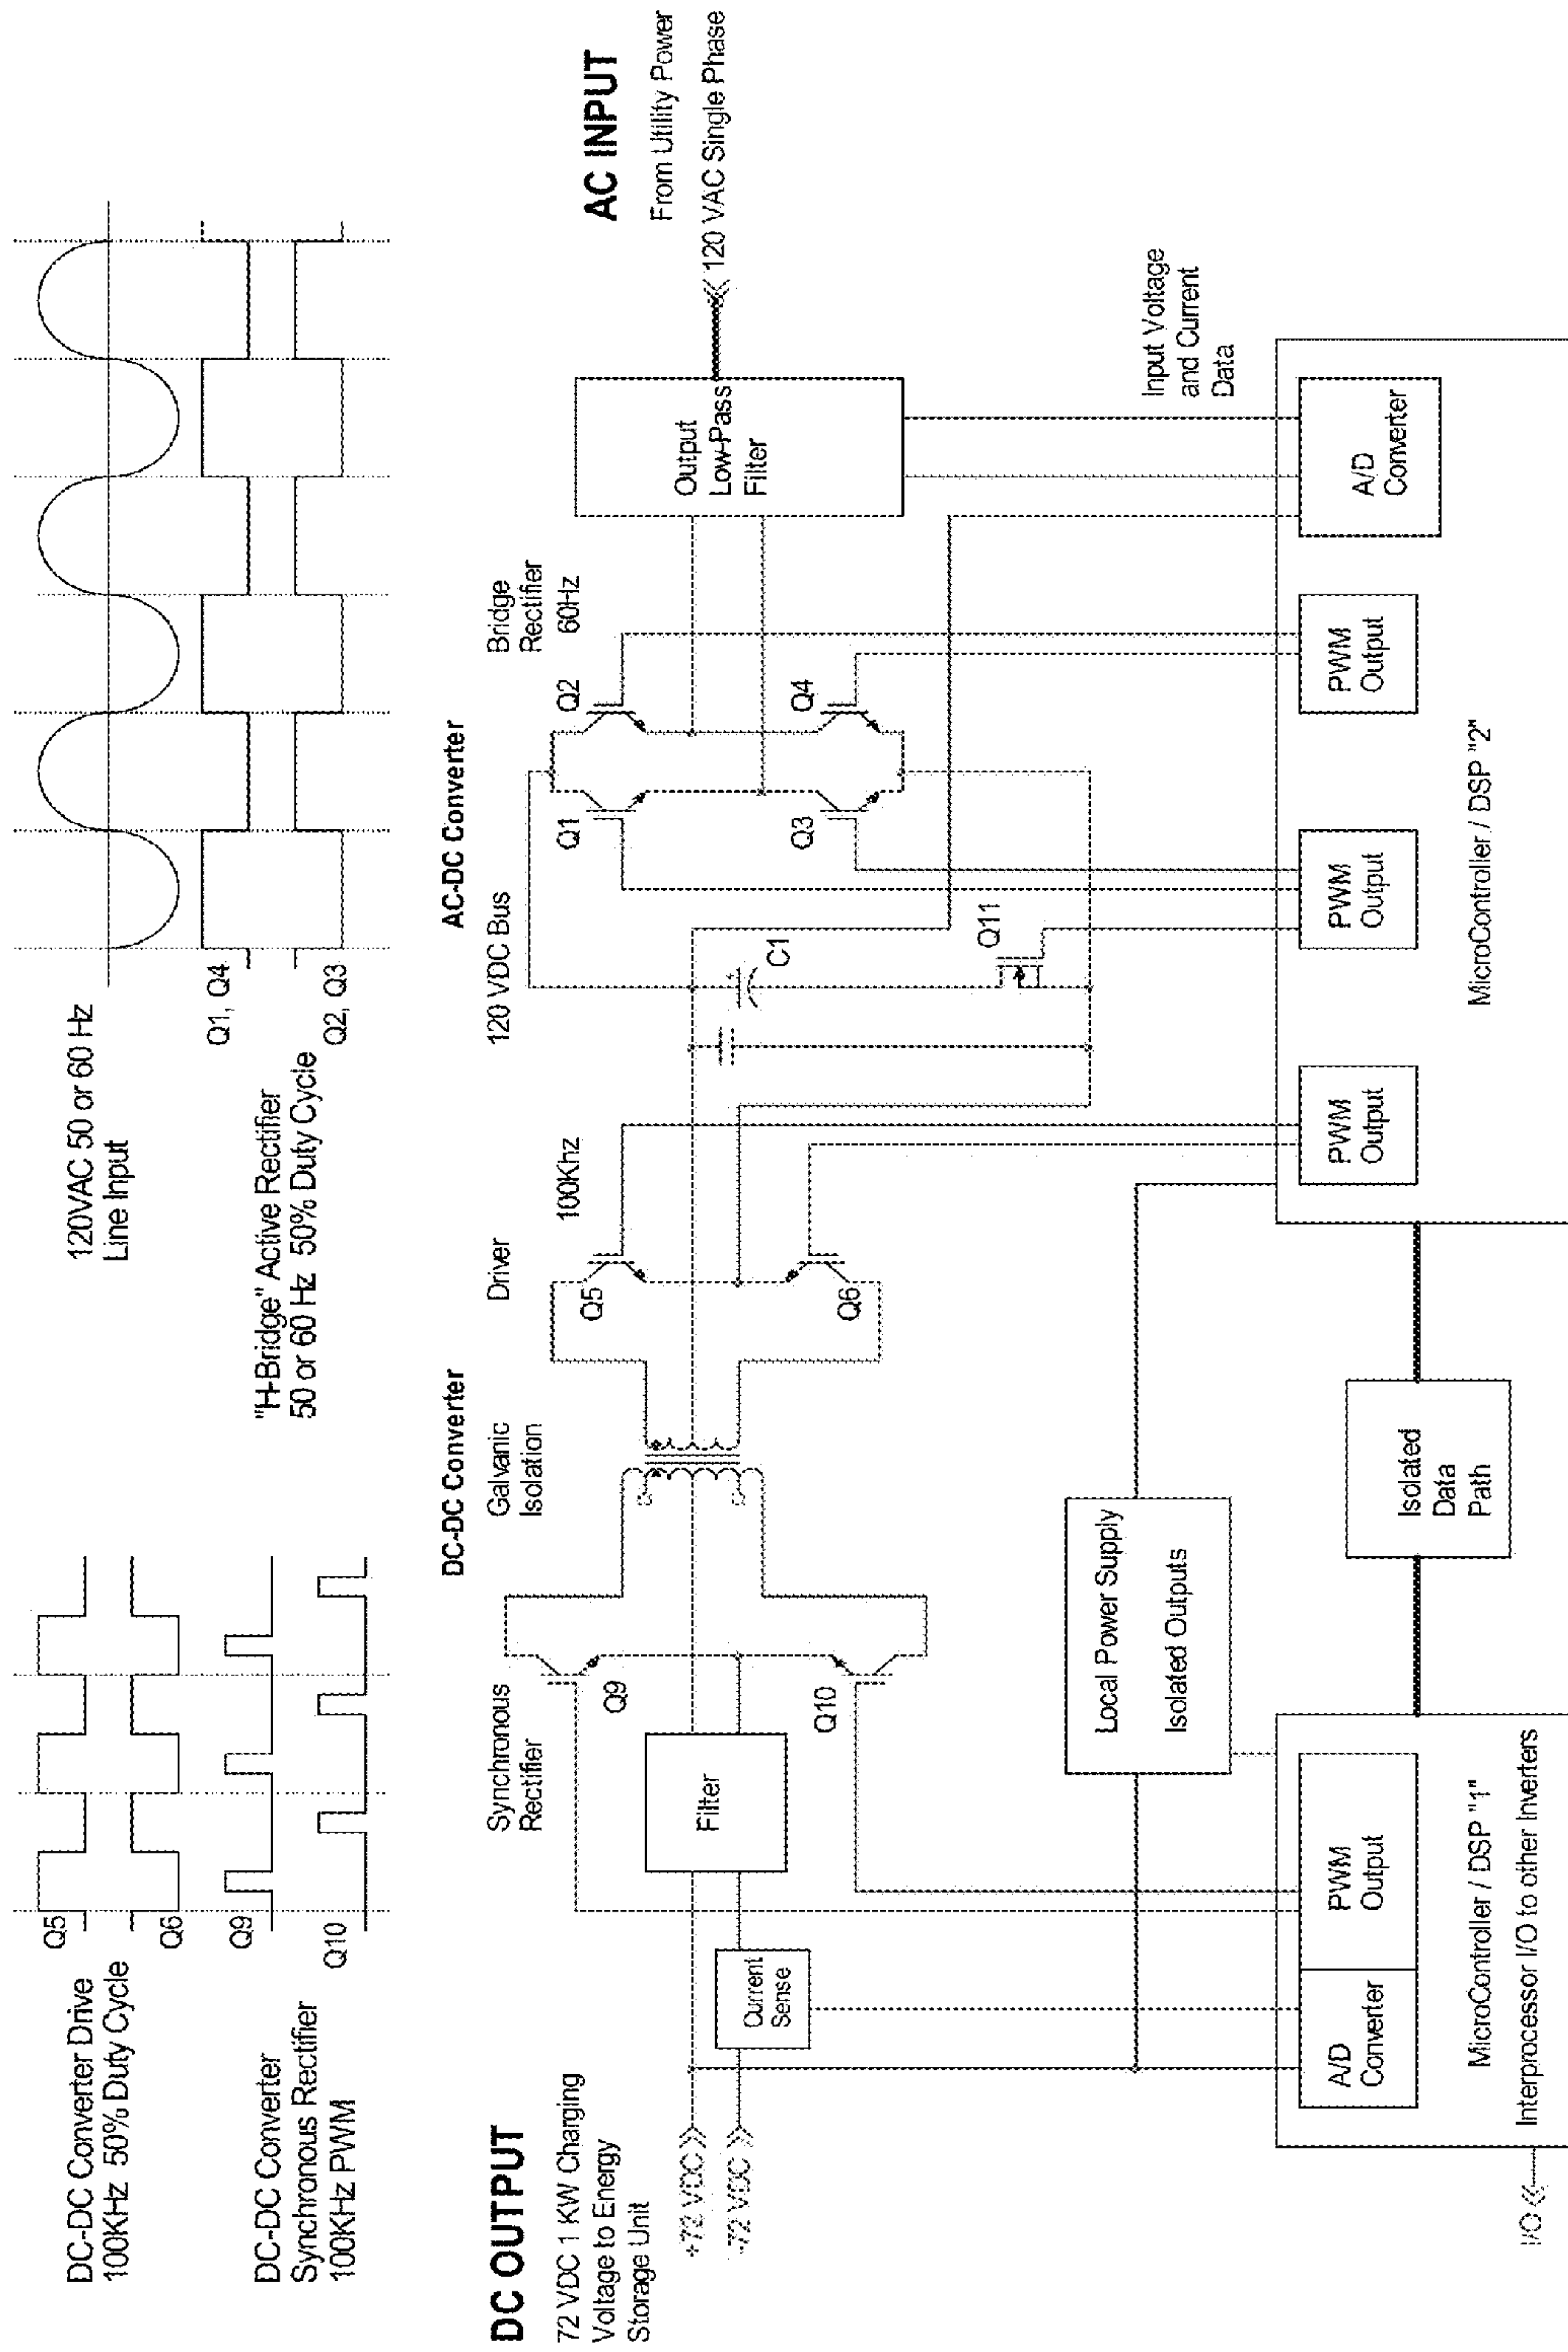 DC-DC Converter Drive
100KHz 50% Duty Cycle
Q5
Q6
DC-DC Converter
Synchronous Rectifier
100KHz PWM
Q9
Q10
120VAC 50 or 60 Hz
Line Input
"H-Bridge" Active Rectifier
50 or 60 Hz 50% Duty Cycle
Q1, Q4
Q2, Q3
DC-DC Converter
AC-DC Converter
DC OUTPUT
72 VDC 1 KW Charging
Voltage to Energy
Storage Unit
+72 VDC
-72 VDC
Current
Sense
Synchronous
Rectifier
Filter
Q9
Q10
Galvanic
Isolation
Driver
100Khz
Q5
Q6
120 VDC Bus
C1
Q11
Bridge
Rectifier
60Hz
Q1
Q2
Q3
Q4
Output
Low-Pass
Filter
AC INPUT
From Utility Power
120 VAC Single Phase
Input Voltage
and Current
Data
Local Power Supply
Isolated Outputs
A/D
Converter
PWM
Output
MicroController / DSP "1"
I/O
Interprocessor I/O to other Inverters
Isolated
Data
Path
PWM
Output
PWM
Output
PWM
Output
A/D
Converter
MicroController / DSP "2"